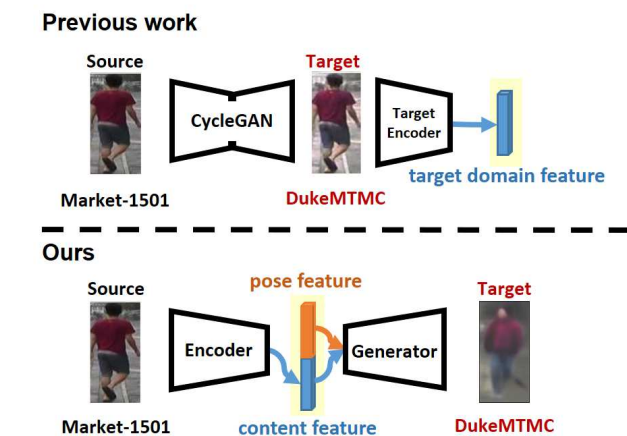 Previous work
Source
Target
CycleGAN
Target
Encoder
target domain feature
Market-1501
DukeMTMC
Ours
Source
pose feature
Target
Encoder
Generator
Market-1501
content feature
DukeMTMC